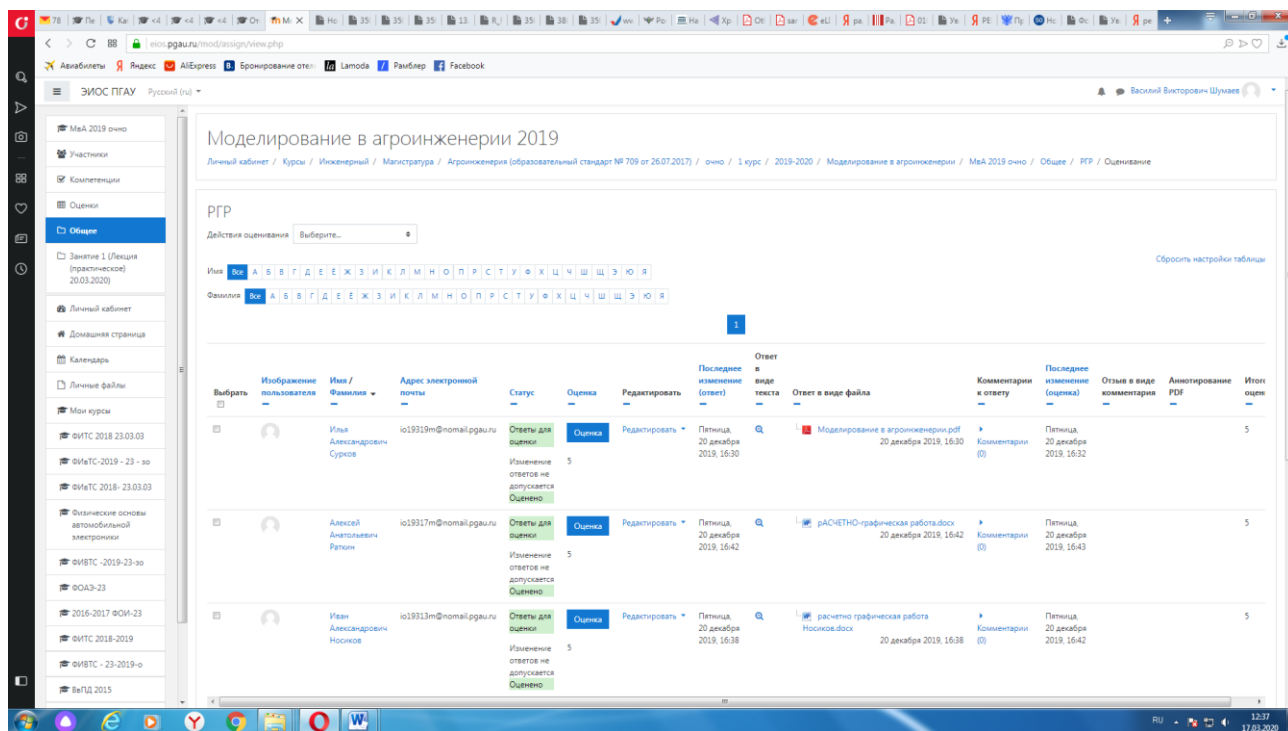 eios.pgau.ru/mod/assign/view.php
Авиабилеты Яндекс AliExpress Бронирование отел Lamoda Рамблер Facebook
ЭИОС ПГАУ Русский (ru)
Василий Викторович Шумаев
МвА 2019 очно
Участники
Компетенции
Оценки
Общее
Занятие 1 (Лекция
(практическое)
20.03.2020)
Личный кабинет
Домашняя страница
Календарь
Личные файлы
Мои курсы
ФИТС 2018 23.03.03
ФИвТС-2019 - 23 - зо
ФИвТС 2018- 23.03.03
Физические основы
автомобильной
электроники
ФИВТС -2019-23-зо
ФОАЭ-23
2016-2017 ФОИ-23
ФИТС 2018-2019
ФИВТС - 23-2019-о
ВвПД 2015
Моделирование в агроинженерии 2019
Личный кабинет / Курсы / Инженерный / Магистратура / Агроинженерия (образовательный стандарт № 709 от 26.07.2017) / очно / 1 курс / 2019-2020 / Моделирование в агроинженерии / МвА 2019 очно / Общее / РГР / Оценивание
РГР
Действия оценивания Выберите...
Сбросить настройки таблицы
Имя Все А Б В Г Д Е Ё Ж З И К Л М Н О П Р С Т У Ф Х Ц Ч Ш Щ Э Ю Я
Фамилия Все А Б В Г Д Е Ё Ж З И К Л М Н О П Р С Т У Ф Х Ц Ч Ш Щ Э Ю Я
1
Выбрать
Изображение
пользователя
Имя /
Фамилия
Адрес электронной
почты
Статус
Оценка
Редактировать
Последнее
изменение
(ответ)
Ответ
в
виде
текста
Ответ в виде файла
Комментарии
к ответу
Последнее
изменение
(оценка)
Отзыв в виде
комментария
Аннотирование
PDF
Итого
оцен
Илья
Александрович
Сурков
io19319m@nomail.pgau.ru
Ответы для
оценки
Изменение
ответов не
допускается
Оценено
Оценка
5
Редактировать
Пятница,
20 декабря
2019, 16:30
Моделирование в агроинженерии.pdf
20 декабря 2019, 16:30
Комментарии
(0)
Пятница,
20 декабря
2019, 16:32
5
Алексей
Анатольевич
Раткин
io19317m@nomail.pgau.ru
Ответы для
оценки
Изменение
ответов не
допускается
Оценено
Оценка
5
Редактировать
Пятница,
20 декабря
2019, 16:42
рАСЧЕТНО-графическая работа.docx
20 декабря 2019, 16:42
Комментарии
(0)
Пятница,
20 декабря
2019, 16:43
5
Иван
Александрович
Носиков
io19313m@nomail.pgau.ru
Ответы для
оценки
Изменение
ответов не
допускается
Оценено
Оценка
5
Редактировать
Пятница,
20 декабря
2019, 16:38
расчетно графическая работа
Носиков.docx
20 декабря 2019, 16:38
Комментарии
(0)
Пятница,
20 декабря
2019, 16:42
5
RU
12:37
17.03.2020